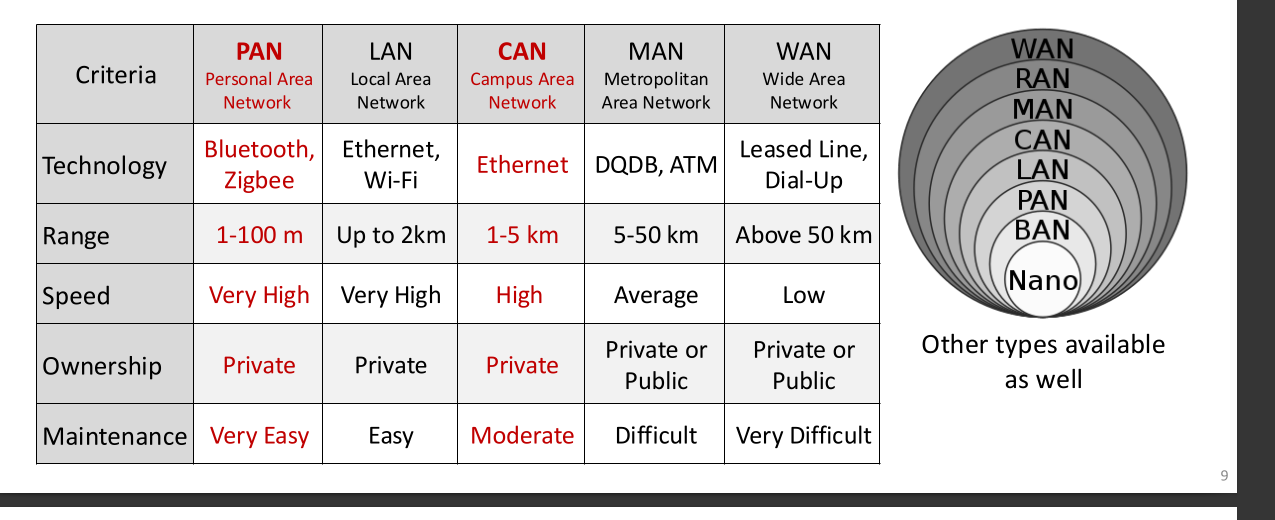 Criteria
PAN
Personal Area
Network
LAN
Local Area
Network
CAN
Campus Area
Network
MAN
Metropolitan
Area Network
WAN
Wide Area
Network
Technology
Bluetooth,
Zigbee
Ethernet,
Wi-Fi
Ethernet
DQDB, ATM
Leased Line,
Dial-Up
Range
1-100 m
Up to 2km
1-5 km
5-50 km
Above 50 km
Speed
Very High
Very High
High
Average
Low
Ownership
Private
Private
Private
Private or
Public
Private or
Public
Maintenance
Very Easy
Easy
Moderate
Difficult
Very Difficult
WAN
RAN
MAN
CAN
LAN
PAN
BAN
Nano
Other types available
as well
9